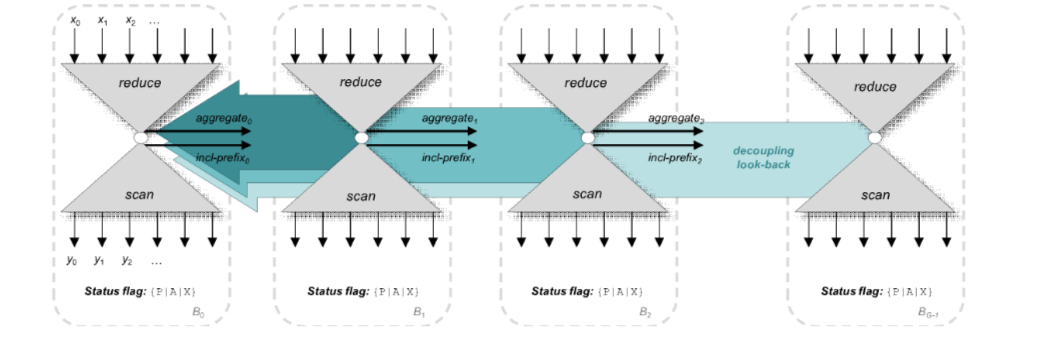 x0 x1 x2 ...
reduce reduce reduce reduce
aggregate0 aggregate1 aggregate2
decoupling
look-back
incl-prefix0 incl-prefix1 incl-prefix2
scan scan scan scan
y0 y1 y2 ...
Status flag: {P|A|X} Status flag: {P|A|X} Status flag: {P|A|X} Status flag: {P|A|X}
B0 B1 B2 BG-1